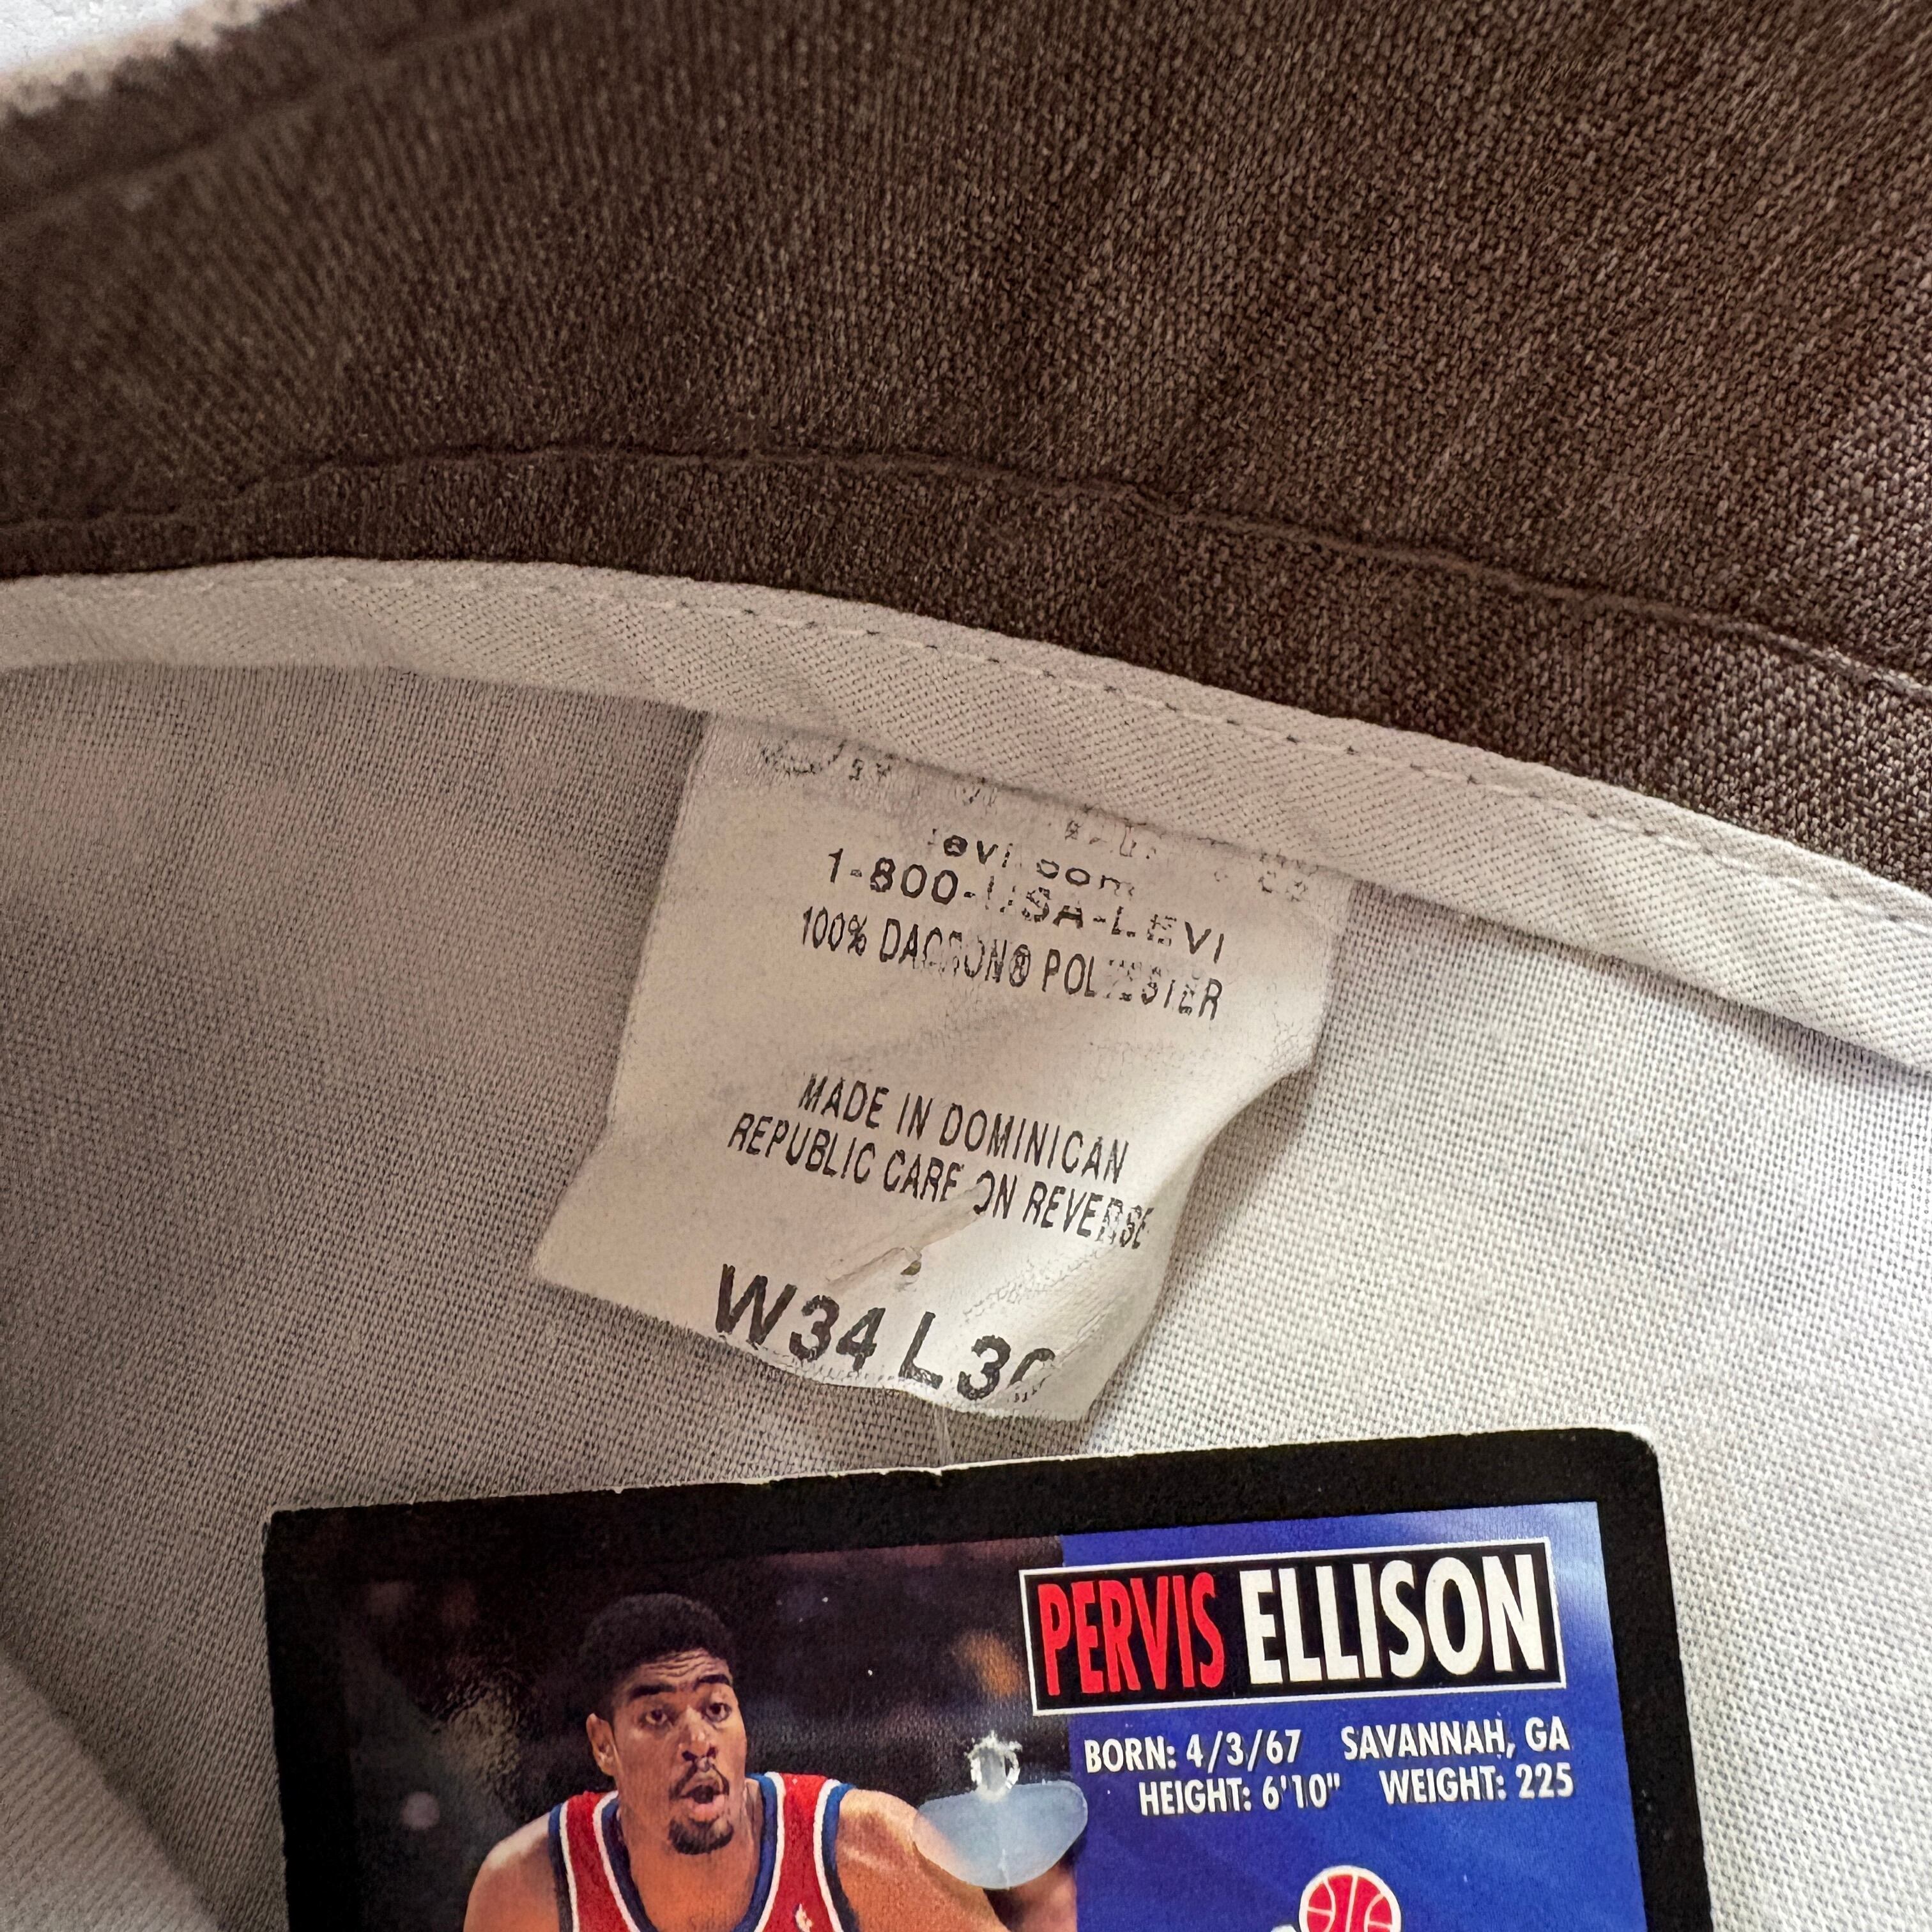 levi.com
1-800-USA-LEVI
100% DACRON® POLYESTER
MADE IN DOMINICAN
REPUBLIC CARE ON REVERSE
W34 L30
PERVIS ELLISON
BORN: 4/3/67 SAVANNAH, GA
HEIGHT: 6'10" WEIGHT: 225